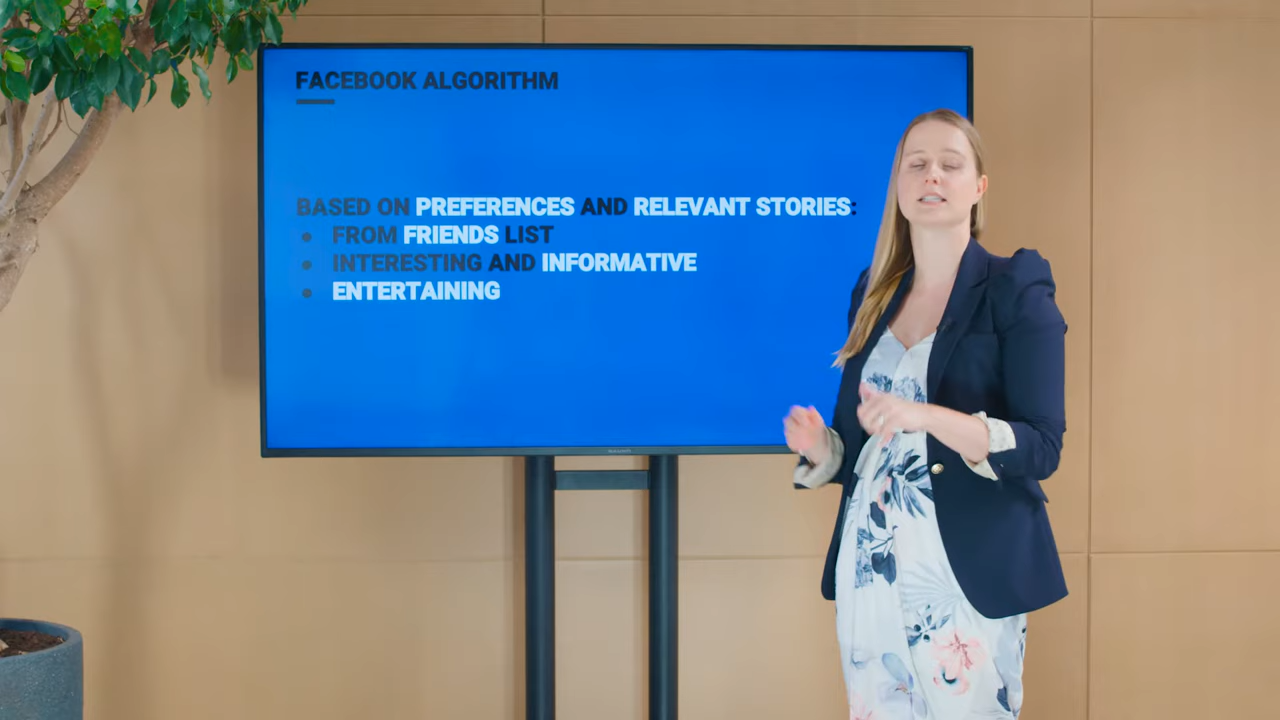 FACEBOOK ALGORITHM
BASED ON PREFERENCES AND RELEVANT STORIES:
• FROM FRIENDS LIST
• INTERESTING AND INFORMATIVE
• ENTERTAINING